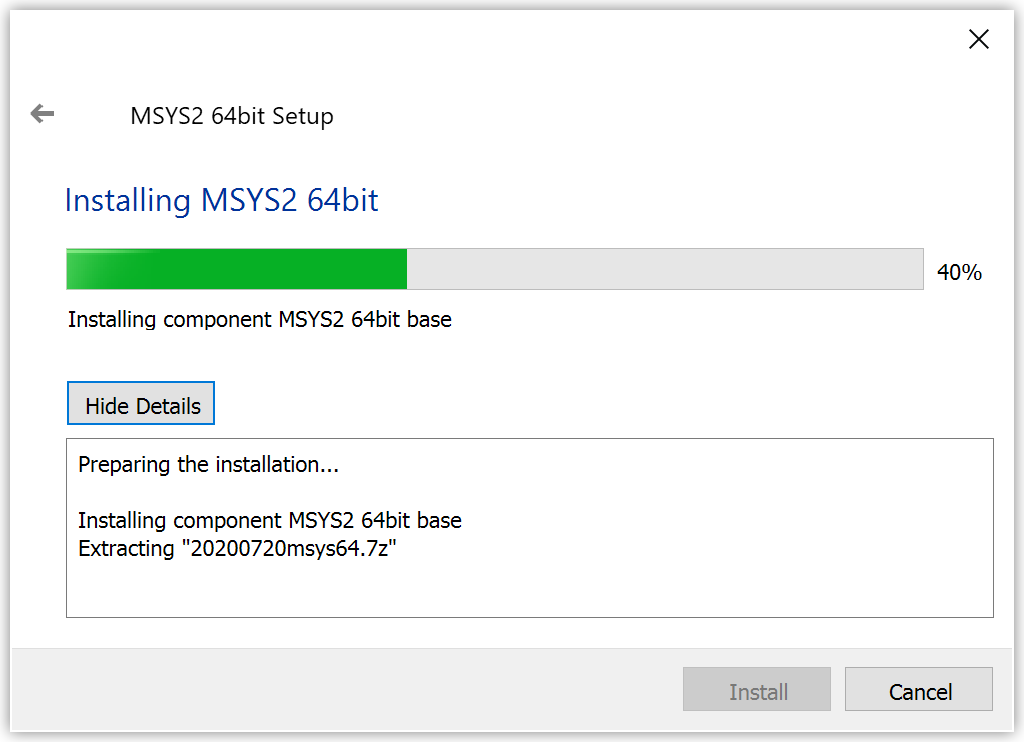 MSYS2 64bit Setup
Installing MSYS2 64bit
40%
Installing component MSYS2 64bit base
Hide Details
Preparing the installation...
Installing component MSYS2 64bit base
Extracting "20200720msys64.7z"
Install
Cancel